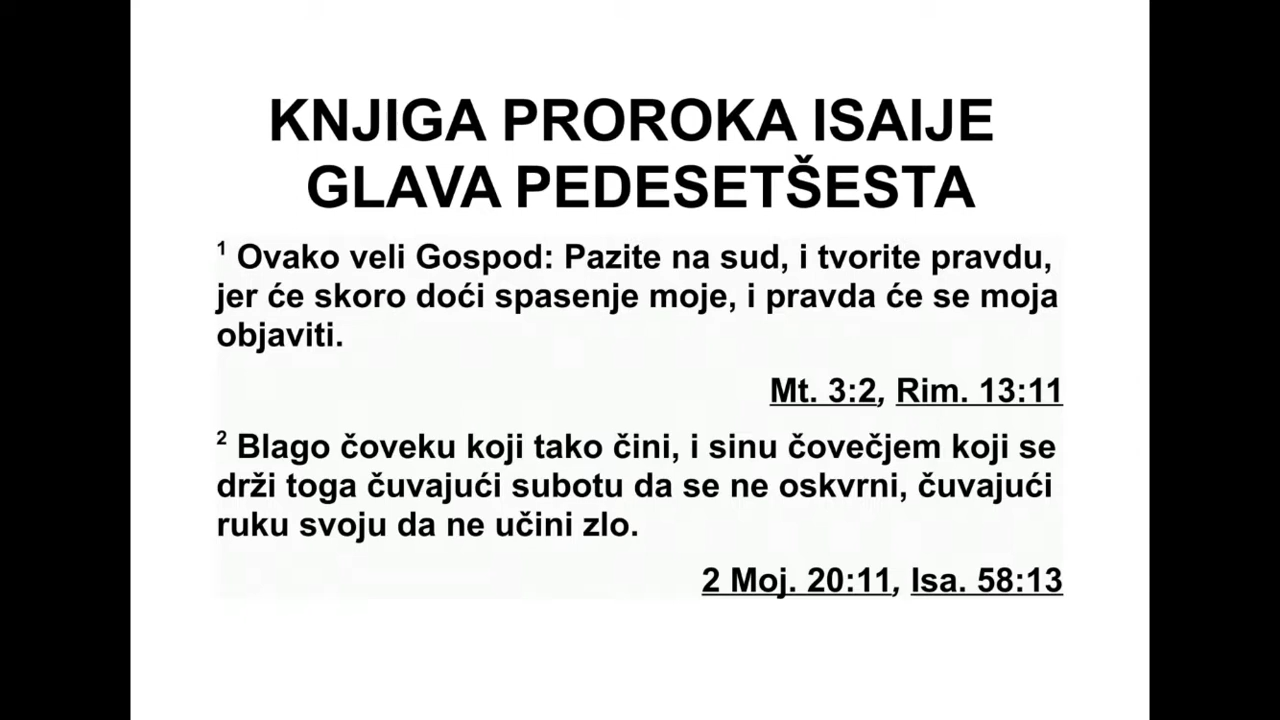 KNJIGA PROROKA ISAIJE
GLAVA PEDESETŠESTA
1 Ovako veli Gospod: Pazite na sud, i tvorite pravdu,
jer će skoro doći spasenje moje, i pravda će se moja
objaviti.
Mt. 3:2, Rim. 13:11
2 Blago čoveku koji tako čini, i sinu čovečjem koji se
drži toga čuvajući subotu da se ne oskvrni, čuvajući
ruku svoju da ne učini zlo.
2 Moj. 20:11, Isa. 58:13